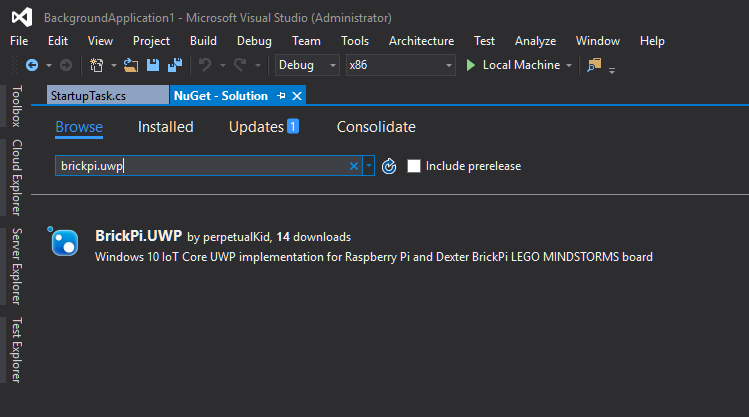 BackgroundApplication1 - Microsoft Visual Studio (Administrator)
File Edit View Project Build Debug Team Tools Architecture Test Analyze Window Help
Debug x86 Local Machine
StartupTask.cs NuGet - Solution
Browse Installed Updates 1 Consolidate
brickpi.uwp Include prerelease
BrickPi.UWP by perpetualKid, 14 downloads
Windows 10 IoT Core UWP implementation for Raspberry Pi and Dexter BrickPi LEGO MINDSTORMS board
Toolbox
Cloud Explorer
Server Explorer
Test Explorer